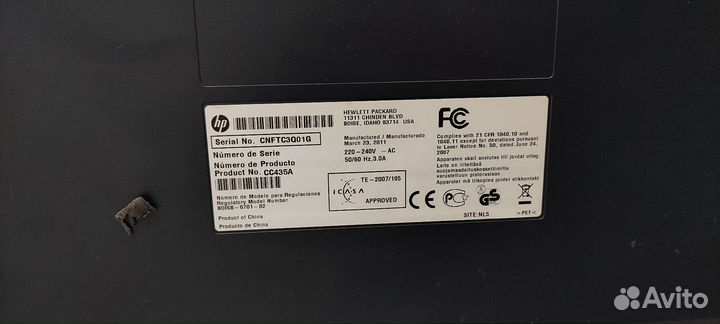 hp
HEWLETT PACKARD
11311 CHINDEN BLVD
BOISE, IDAHO 83714 USA
FC
Serial No. CNFTC3Q01G
Número de Serie
Número de Producto
Product No. CC435A
Manufactured / Manufacturado
March 23, 2011
220-240V~ AC
50/60 Hz, 3.0A
Complies with 21 CFR 1040.10 and
1040.11 except for deviations pursuant
to Laser Notice No. 50, dated June 24,
2007
Apparaten skall anslutas till jordat uttag
Laite on liitettävä
suojamaadoituskoskettimilla
varustettuun pistorasiaan
Apparatet må tilkoples jordet stikkontakt
Número de Modelo para Regulaciones
Regulatory Model Number
BOISB-0701-02
Product of China
Producto de China
TE-2007/195
ICASA
APPROVED
CE
GS
SITE:NL5
>PET<
Avito